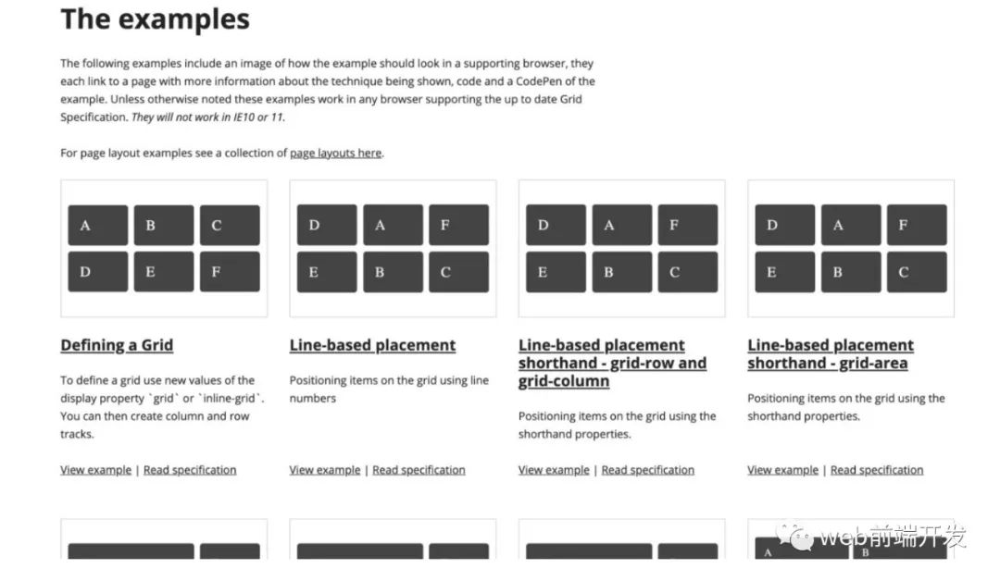 The examples
The following examples include an image of how the example should look in a supporting browser, they
each link to a page with more information about the technique being shown, code and a CodePen of the
example. Unless otherwise noted these examples work in any browser supporting the up to date Grid
Specification. They will not work in IE10 or 11.
For page layout examples see a collection of page layouts here.
A B C
D E F
Defining a Grid
To define a grid use new values of the
display property `grid` or `inline-grid`.
You can then create column and row
tracks.
View example | Read specification
D A F
E B C
Line-based placement
Positioning items on the grid using line
numbers
View example | Read specification
D A F
E B C
Line-based placement
shorthand - grid-row and
grid-column
Positioning items on the grid using the
shorthand properties.
View example | Read specification
D A F
E B C
Line-based placement
shorthand - grid-area
Positioning items on the grid using the
shorthand properties.
View example | Read specification
A B
web前端开发